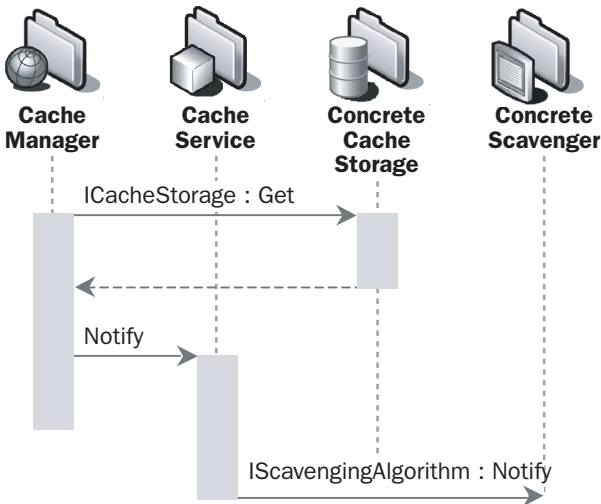 Cache
Manager
Cache
Service
Concrete
Cache
Storage
Concrete
Scavenger
ICacheStorage : Get
Notify
IScavengingAlgorithm : Notify